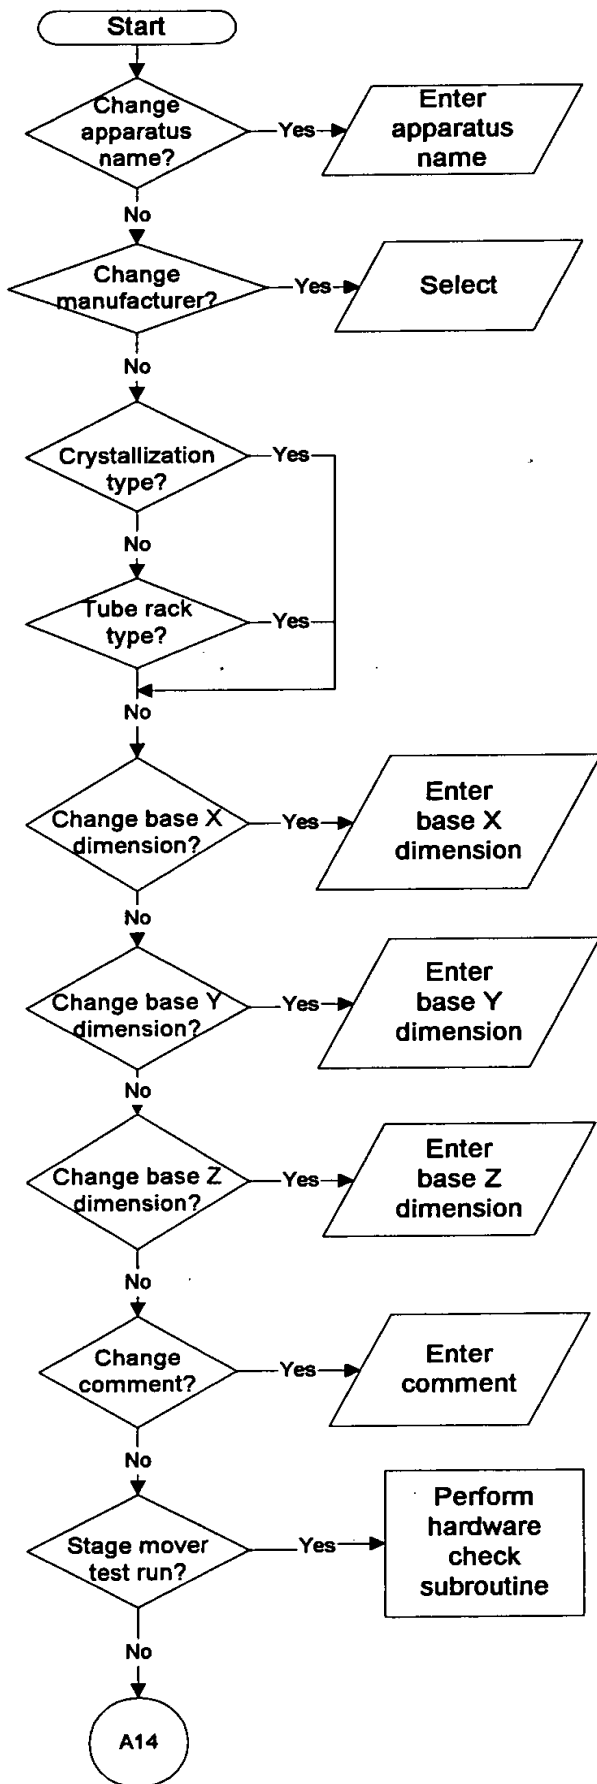 Start
Change
apparatus
name?
Yes
Enter
apparatus
name
No
Change
manufacturer?
Yes
Select
No
Crystallization
type?
Yes
No
Tube rack
type?
Yes
No
Change base X
dimension?
Yes
Enter
base X
dimension
No
Change base Y
dimension?
Yes
Enter
base Y
dimension
No
Change base Z
dimension?
Yes
Enter
base Z
dimension
No
Change
comment?
Yes
Enter
comment
No
Stage mover
test run?
Yes
Perform
hardware
check
subroutine
No
A14